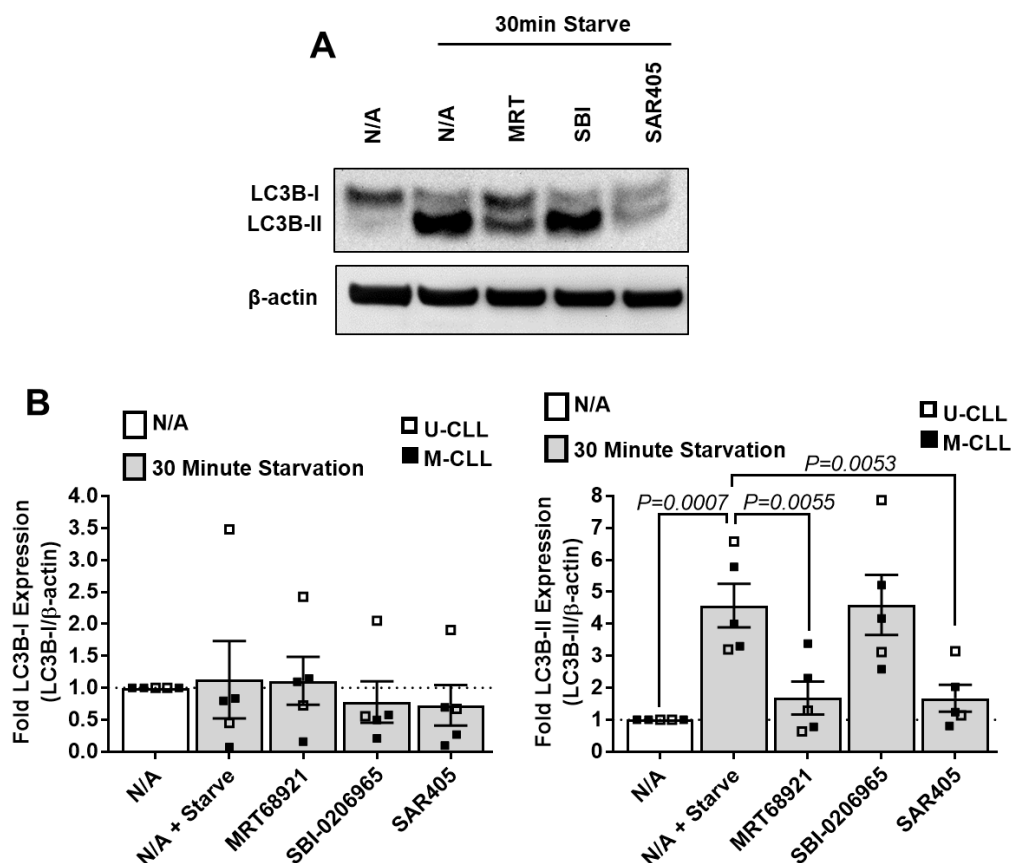 A
30min Starve
N/A
N/A
MRT
SBI
SAR405
LC3B-I
LC3B-II
β-actin
B
N/A
30 Minute Starvation
U-CLL
M-CLL
Fold LC3B-I Expression
(LC3B-I/β-actin)
4.0
3.5
3.0
2.5
2.0
1.5
1.0
0.5
0.0
N/A
N/A + Starve
MRT68921
SBI-0206965
SAR405
N/A
30 Minute Starvation
U-CLL
M-CLL
P=0.0053
P=0.0007
P=0.0055
Fold LC3B-II Expression
(LC3B-II/β-actin)
8
7
6
5
4
3
2
1
0
N/A
N/A + Starve
MRT68921
SBI-0206965
SAR405